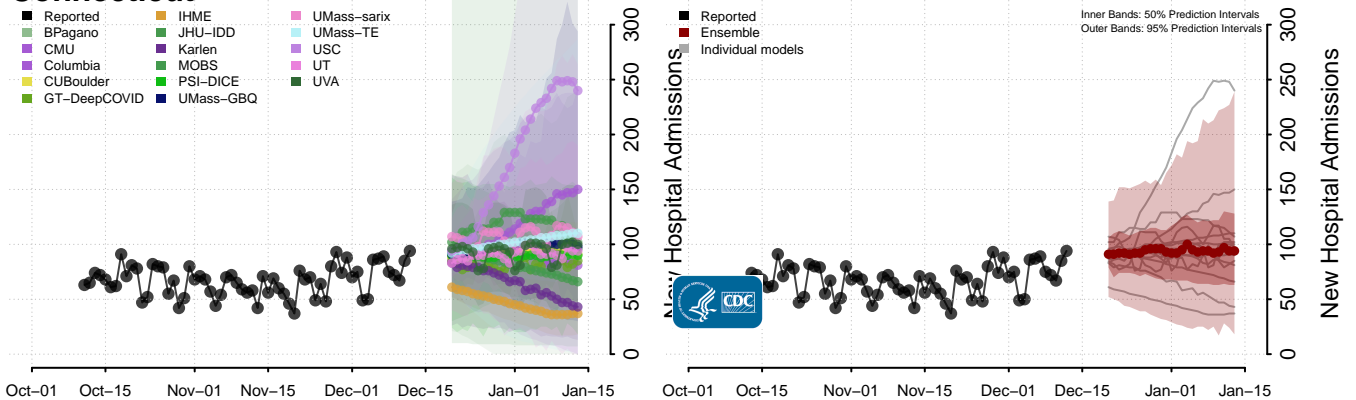 Connecticut
Reported
BPagano
CMU
Columbia
CUBoulder
GT−DeepCOVID
IHME
JHU−IDD
Karlen
MOBS
PSI−DICE
UMass−GBQ
UMass−sarix
UMass−TE
USC
UT
UVA
0
50
100
150
200
250
300
New Hospital Admissions
Oct−01
Oct−15
Nov−01
Nov−15
Dec−01
Dec−15
Jan−01
Jan−15
Reported
Ensemble
Individual models
Inner Bands: 50% Prediction Intervals
Outer Bands: 95% Prediction Intervals
CDC
0
50
100
150
200
250
300
New Hospital Admissions
Oct−01
Oct−15
Nov−01
Nov−15
Dec−01
Dec−15
Jan−01
Jan−15